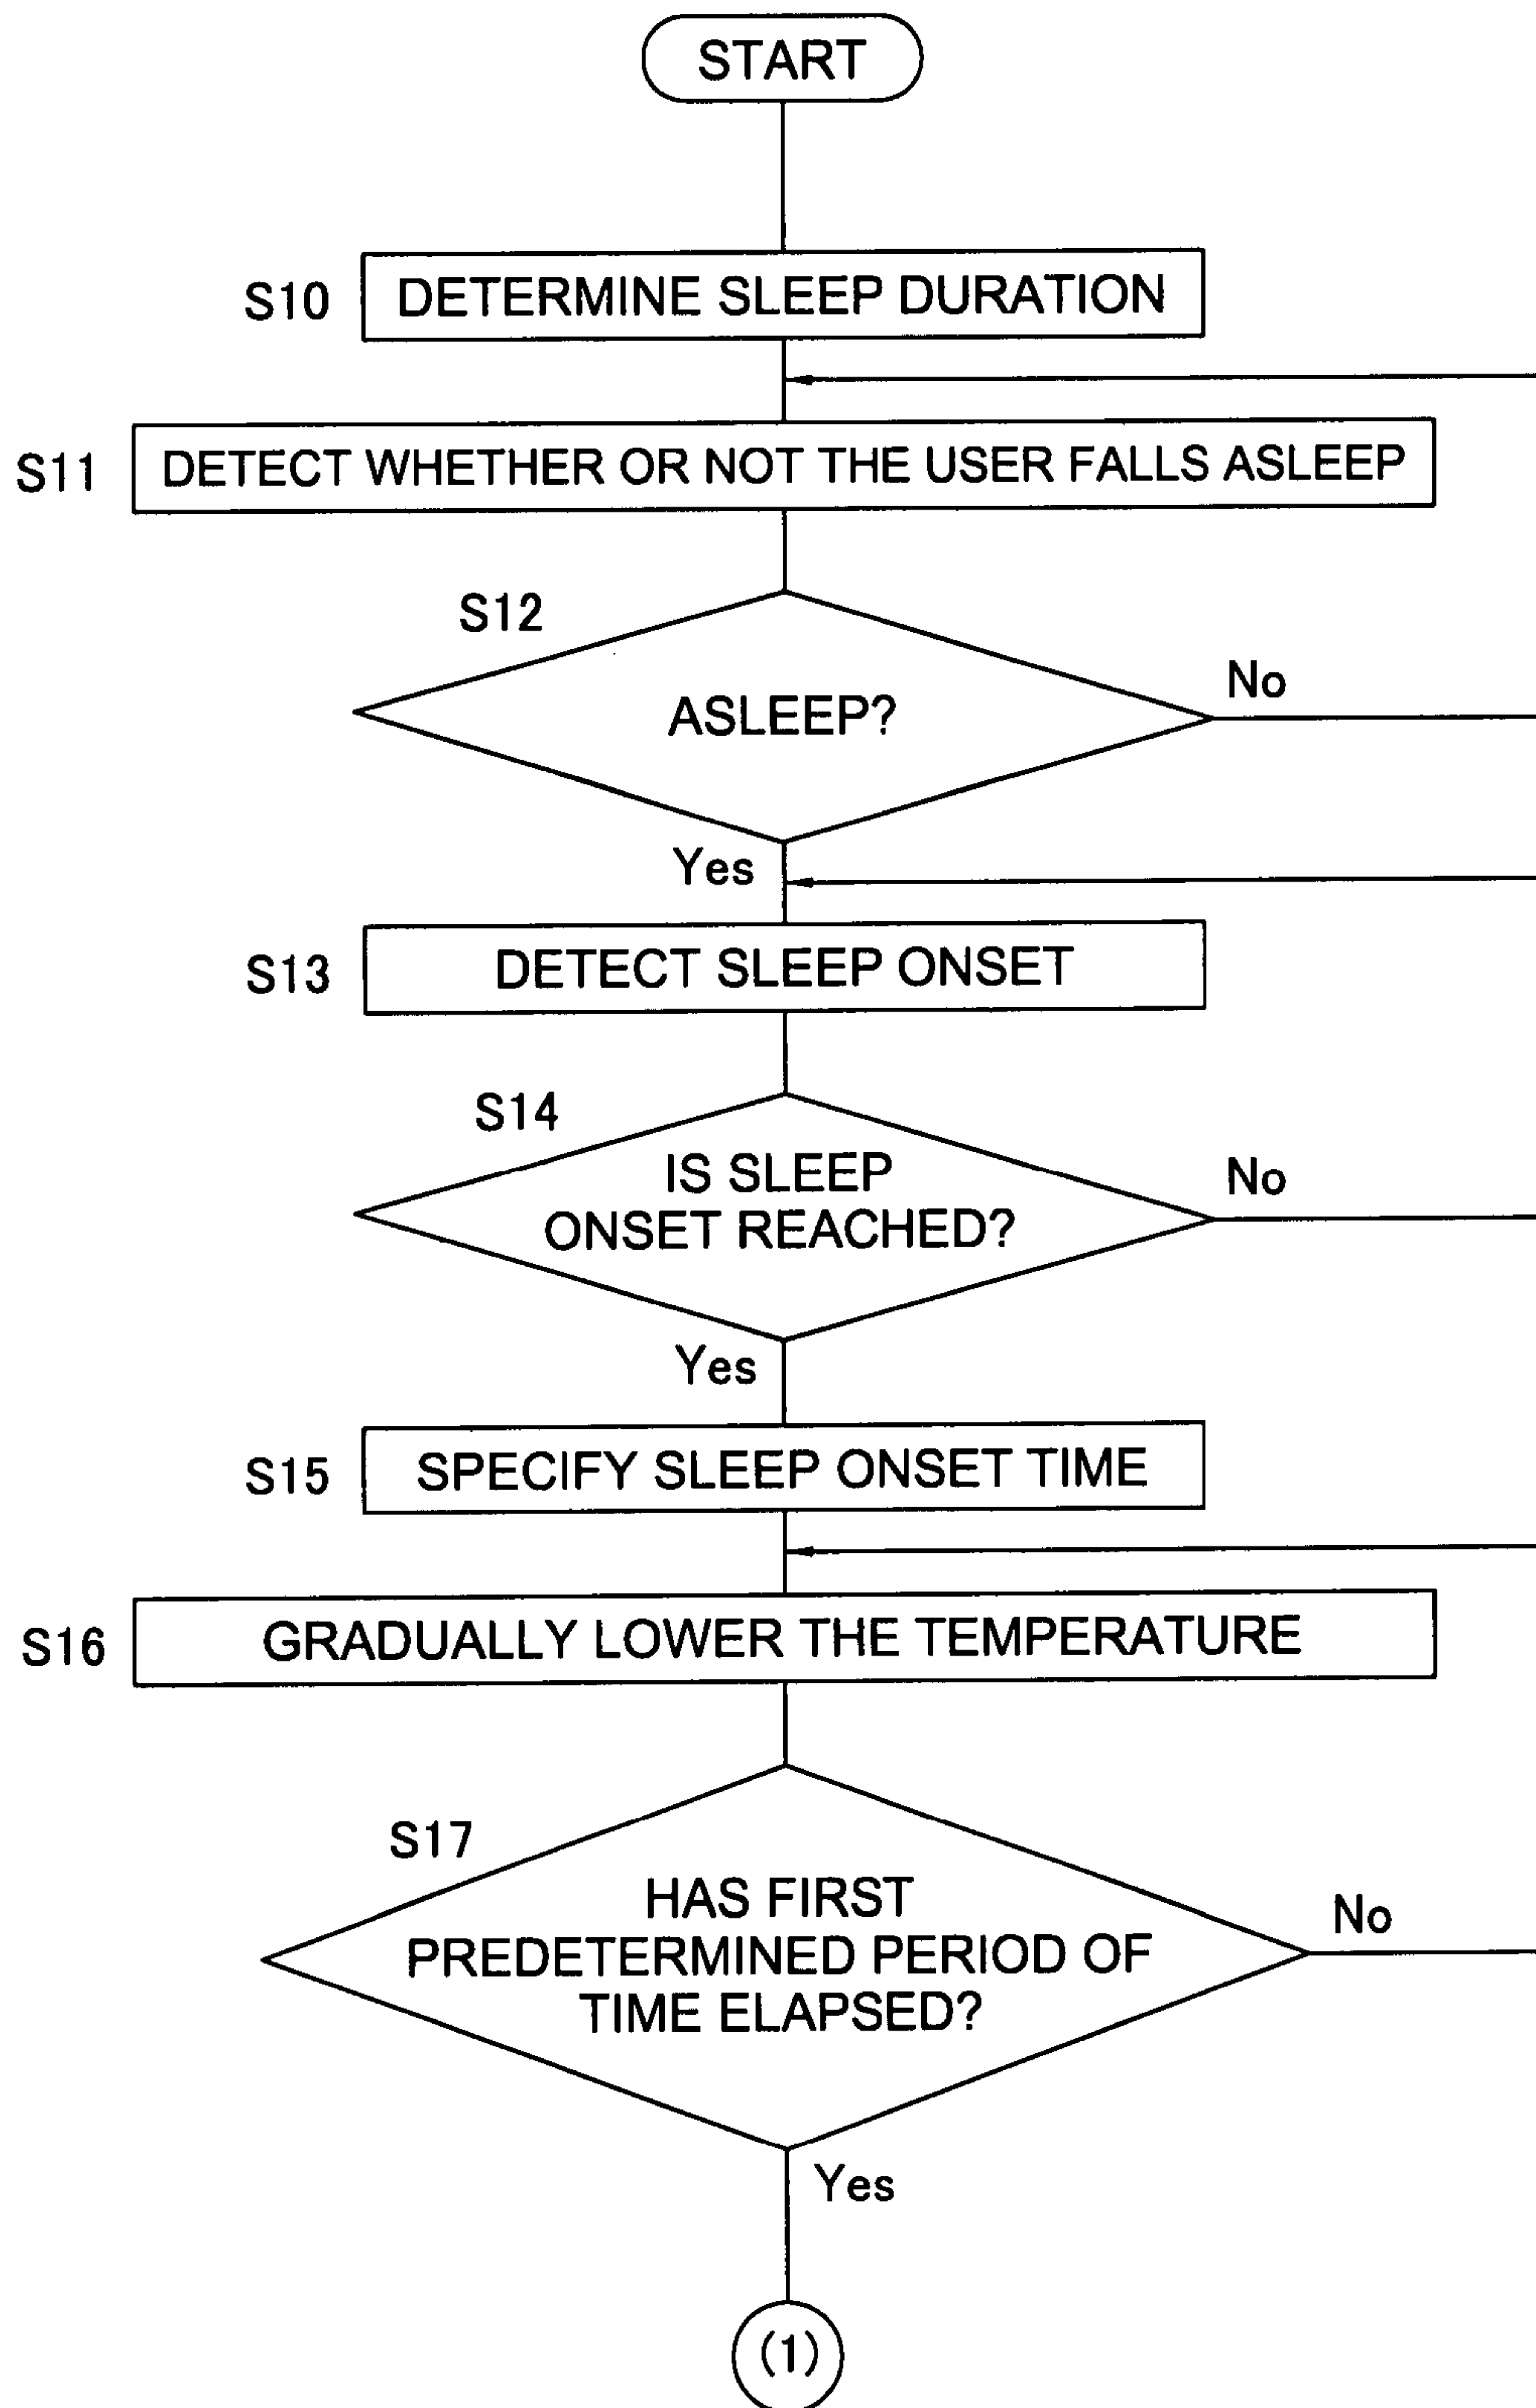 START
S10 DETERMINE SLEEP DURATION
S11 DETECT WHETHER OR NOT THE USER FALLS ASLEEP
S12
ASLEEP?
No
Yes
S13 DETECT SLEEP ONSET
S14
IS SLEEP
ONSET REACHED?
No
Yes
S15 SPECIFY SLEEP ONSET TIME
S16 GRADUALLY LOWER THE TEMPERATURE
S17
HAS FIRST
PREDETERMINED PERIOD OF
TIME ELAPSED?
No
Yes
(1)